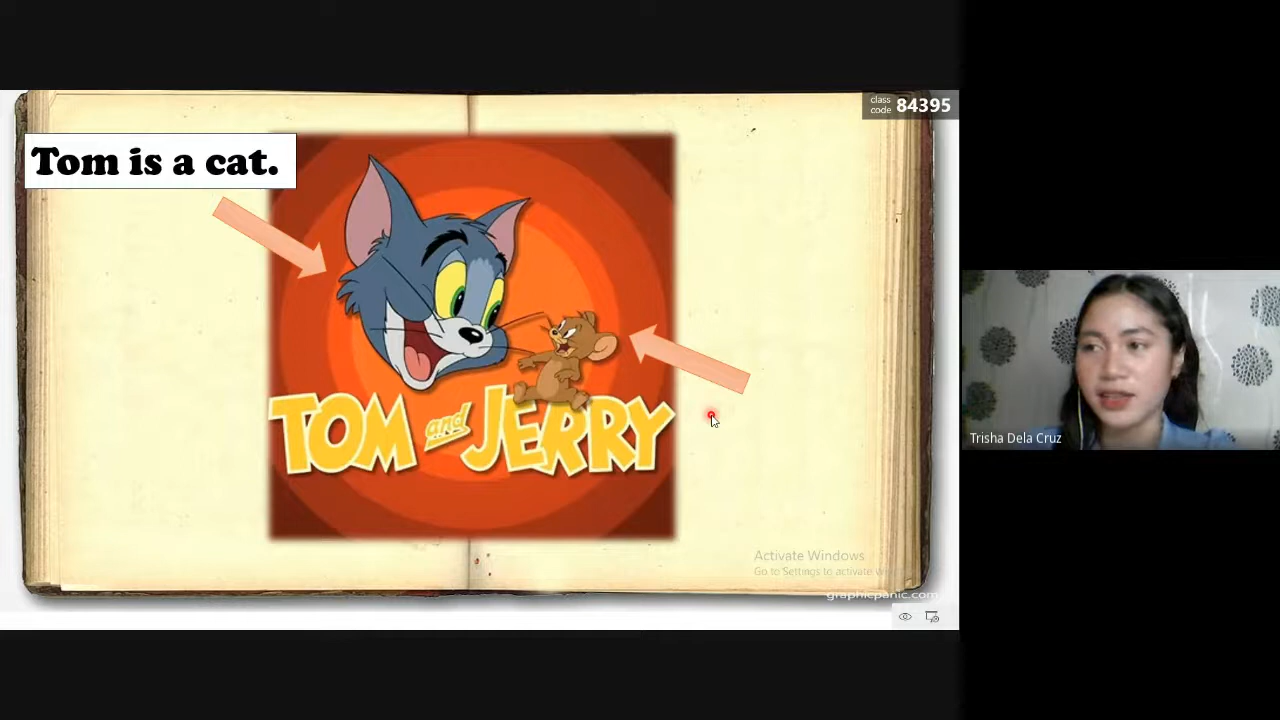 class code 84395
Tom is a cat.
TOM and JERRY
Trisha Dela Cruz
Activate Windows
Go to Settings to activate
graphicpanic.com